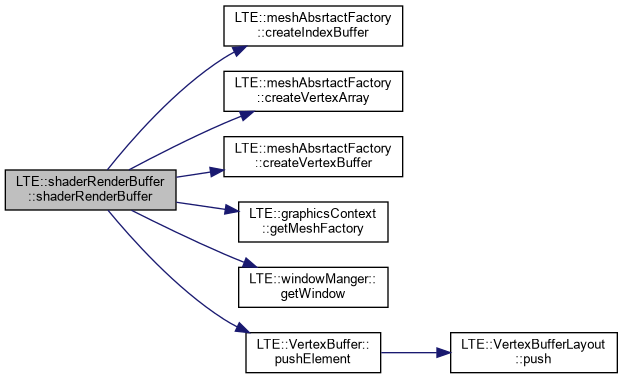 LTE::meshAbsrtactFactory
::createIndexBuffer
LTE::meshAbsrtactFactory
::createVertexArray
LTE::meshAbsrtactFactory
::createVertexBuffer
LTE::shaderRenderBuffer
::shaderRenderBuffer
LTE::graphicsContext
::getMeshFactory
LTE::windowManger::
getWindow
LTE::VertexBuffer::
pushElement
LTE::VertexBufferLayout
::push